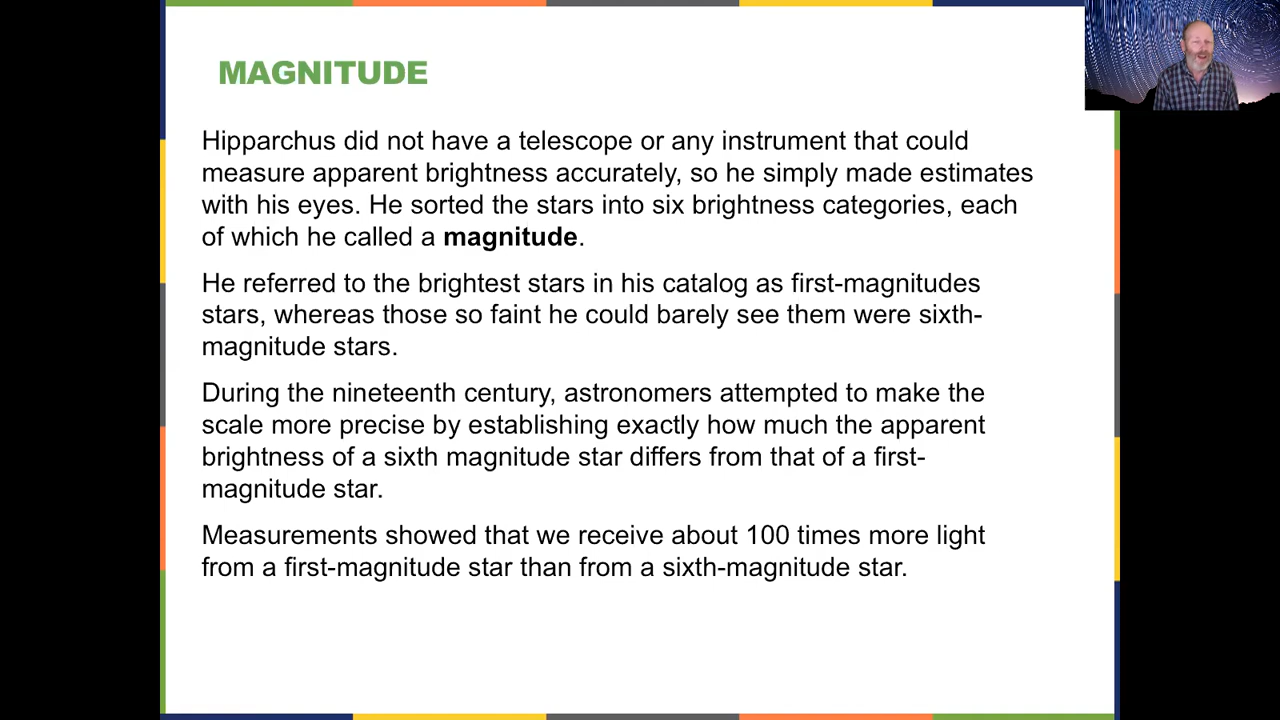 MAGNITUDE
Hipparchus did not have a telescope or any instrument that could
measure apparent brightness accurately, so he simply made estimates
with his eyes. He sorted the stars into six brightness categories, each
of which he called a magnitude.
He referred to the brightest stars in his catalog as first-magnitudes
stars, whereas those so faint he could barely see them were sixth-
magnitude stars.
During the nineteenth century, astronomers attempted to make the
scale more precise by establishing exactly how much the apparent
brightness of a sixth magnitude star differs from that of a first-
magnitude star.
Measurements showed that we receive about 100 times more light
from a first-magnitude star than from a sixth-magnitude star.